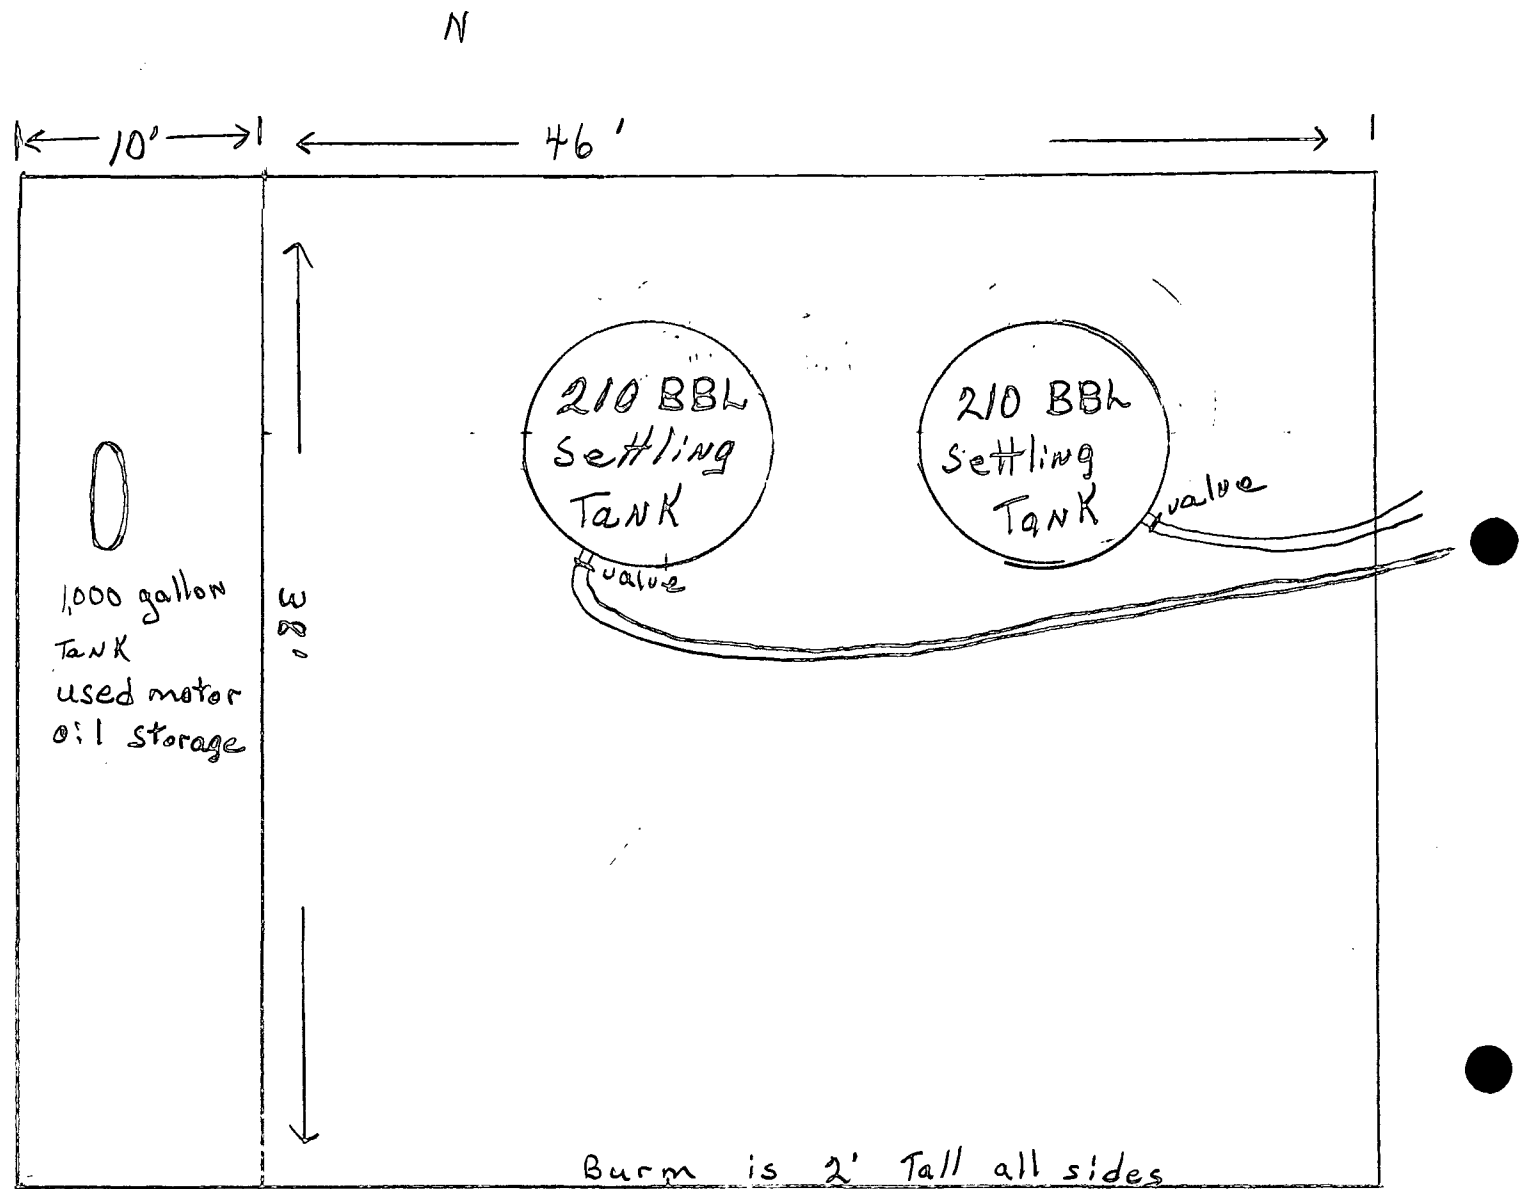 N
10'
46'
210 BBL
Settling
TANK
valve
210 BBL
Settling
TANK
valve
1,000 gallon
TANK
used motor
oil storage
38'
Burm is 2' Tall all sides